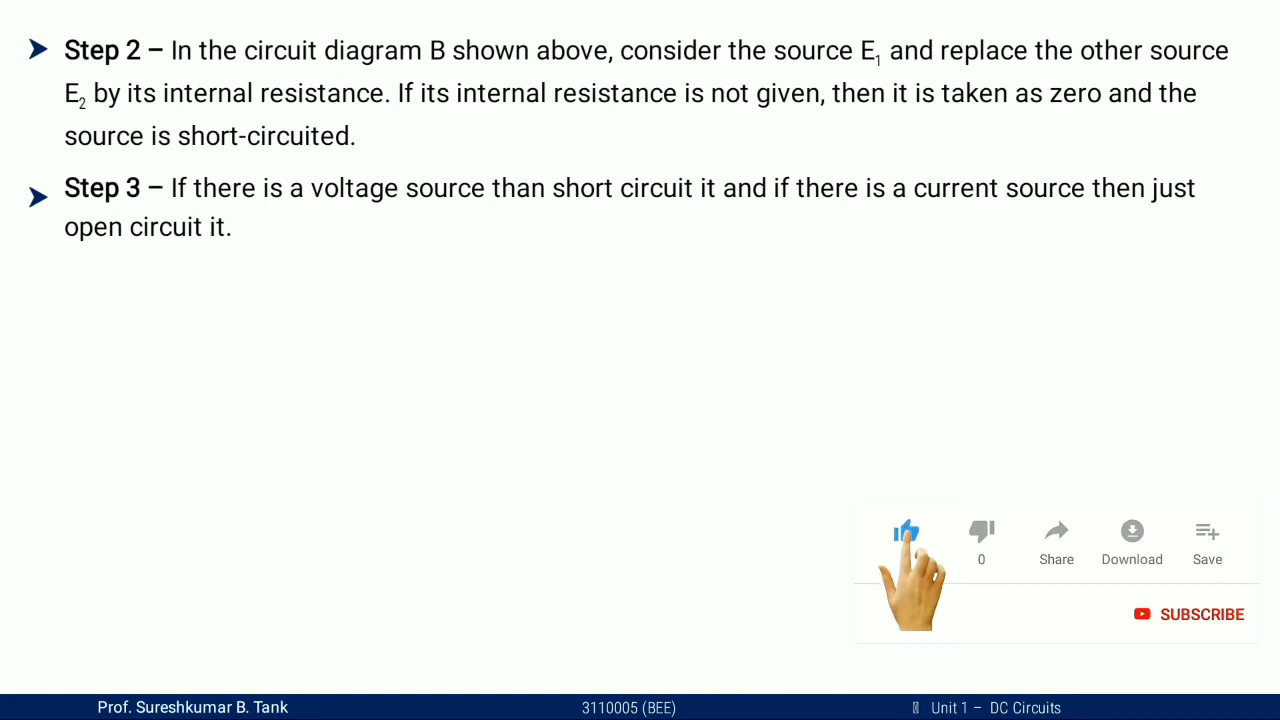 Step 2 – In the circuit diagram B shown above, consider the source E₁ and replace the other source
E₂ by its internal resistance. If its internal resistance is not given, then it is taken as zero and the
source is short-circuited.
Step 3 – If there is a voltage source than short circuit it and if there is a current source then just
open circuit it.
0 Share Download Save
SUBSCRIBE
Prof. Sureshkumar B. Tank 3110005 (BEE) Unit 1 – DC Circuits